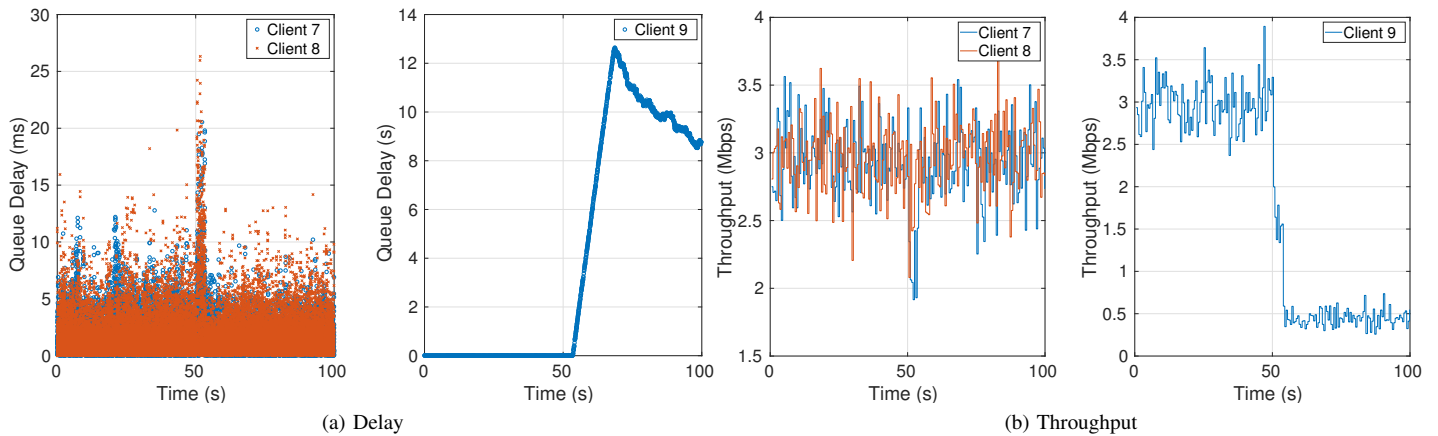 30
25
20
15
10
5
0
Queue Delay (ms)
Client 7
Client 8
0
50
100
Time (s)
14
12
10
8
6
4
2
0
Queue Delay (s)
Client 9
0
50
100
Time (s)
(a) Delay
4
3.5
3
2.5
2
1.5
Throughput (Mbps)
Client 7
Client 8
0
50
100
Time (s)
4
3.5
3
2.5
2
1.5
1
0.5
0
Throughput (Mbps)
Client 9
0
50
100
Time (s)
(b) Throughput